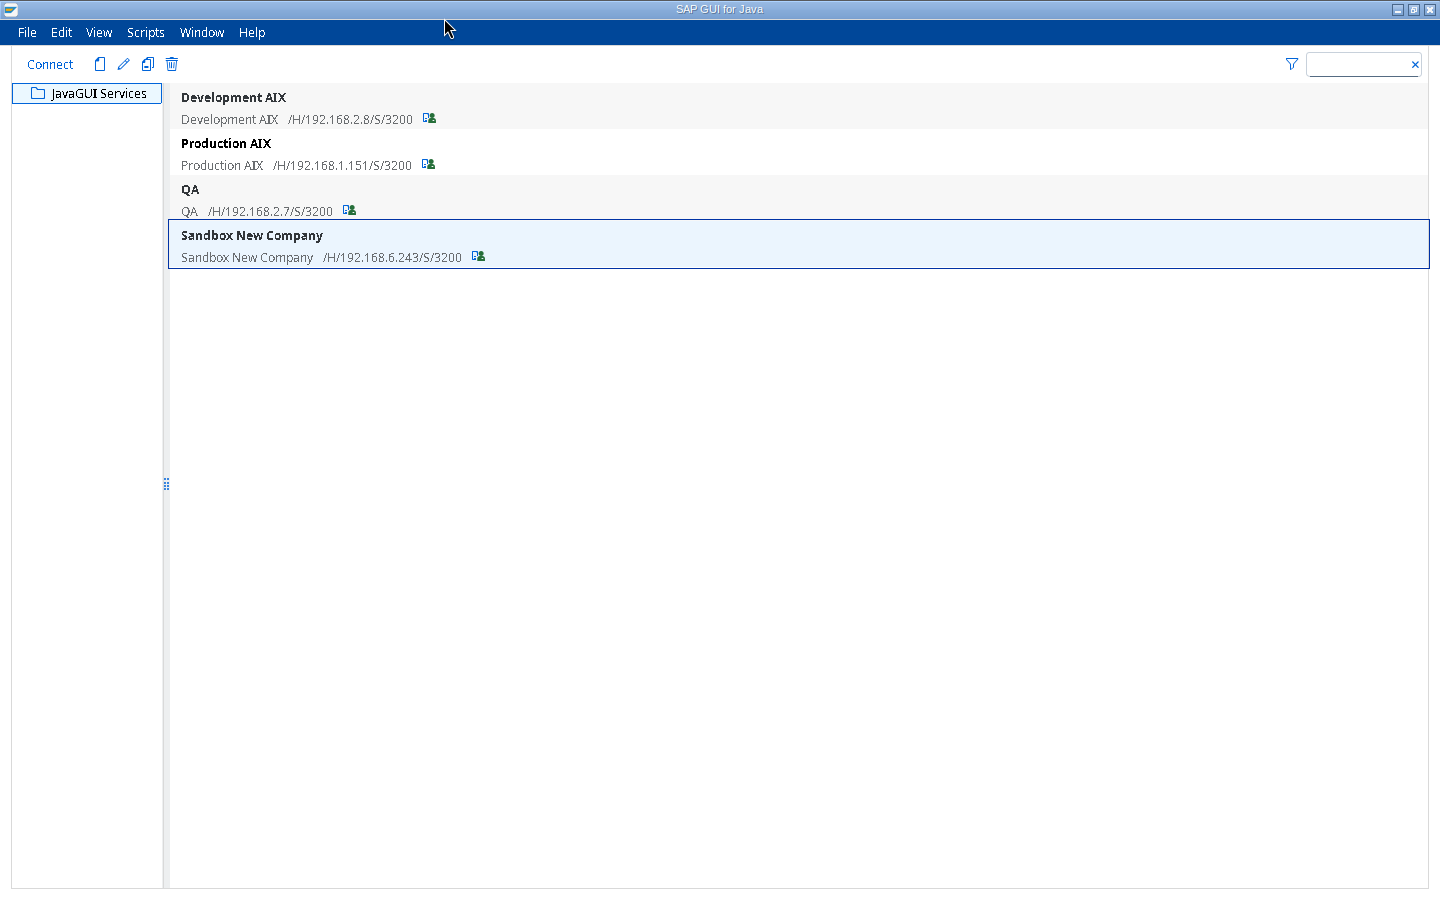 SAP GUI for Java
File Edit View Scripts Window Help
Connect
JavaGUI Services
Development AIX
Development AIX /H/192.168.2.8/S/3200
Production AIX
Production AIX /H/192.168.1.151/S/3200
QA
QA /H/192.168.2.7/S/3200
Sandbox New Company
Sandbox New Company /H/192.168.6.243/S/3200